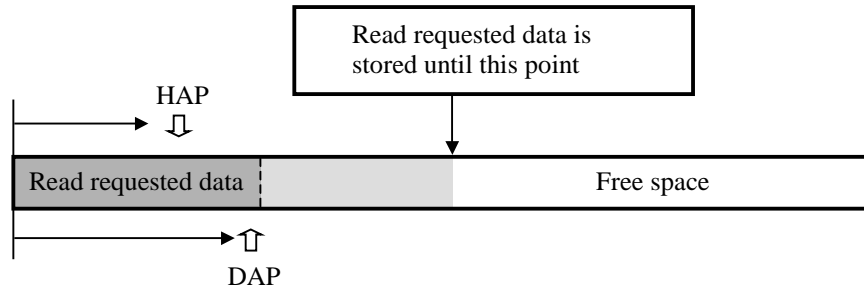 Read requested data is
stored until this point
HAP
Read requested data
Free space
DAP